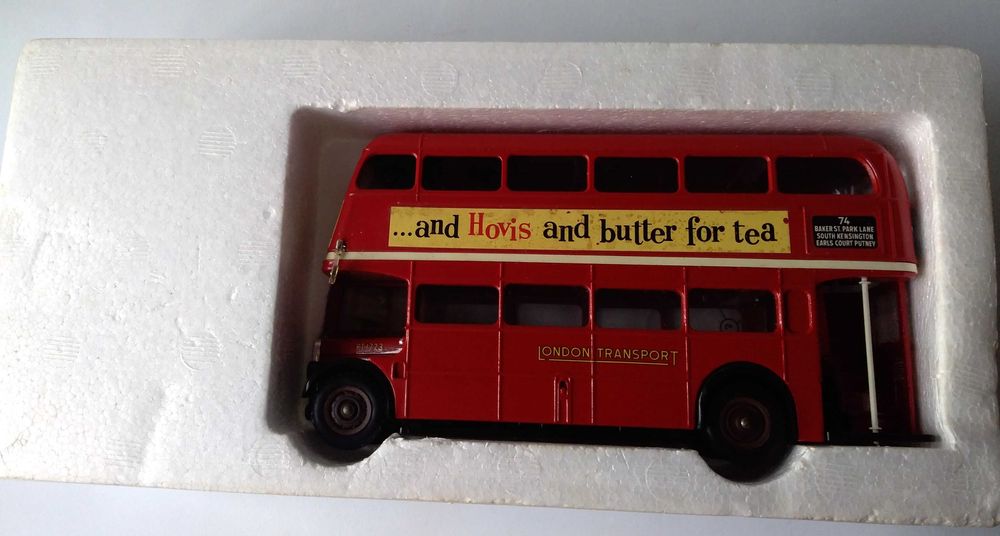 ...and Hovis and butter for tea
74
BAKER ST. PARK LANE
SOUTH KENSINGTON
EARLS COURT PUTNEY
LONDON TRANSPORT